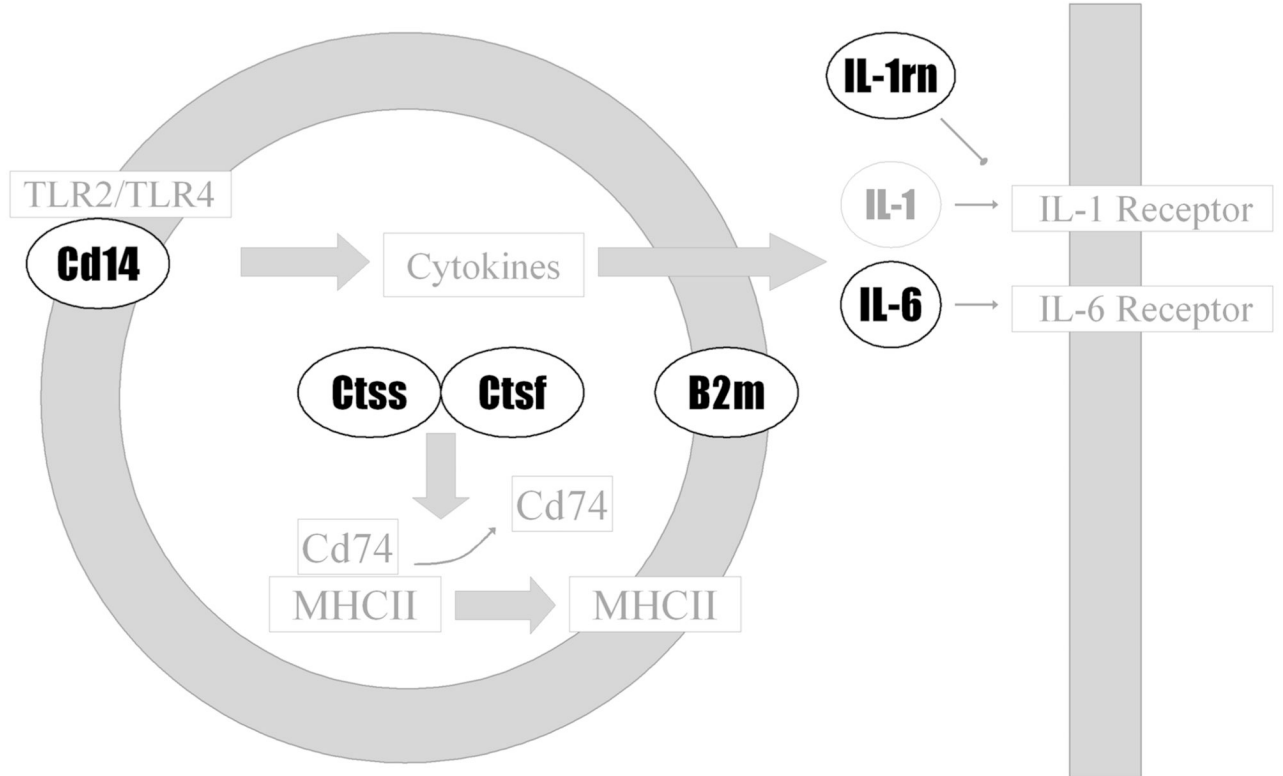 IL-1rn
TLR2/TLR4
IL-1
IL-1 Receptor
Cd14
Cytokines
IL-6
IL-6 Receptor
Ctss
Ctsf
B2m
Cd74
Cd74
MHCII
MHCII